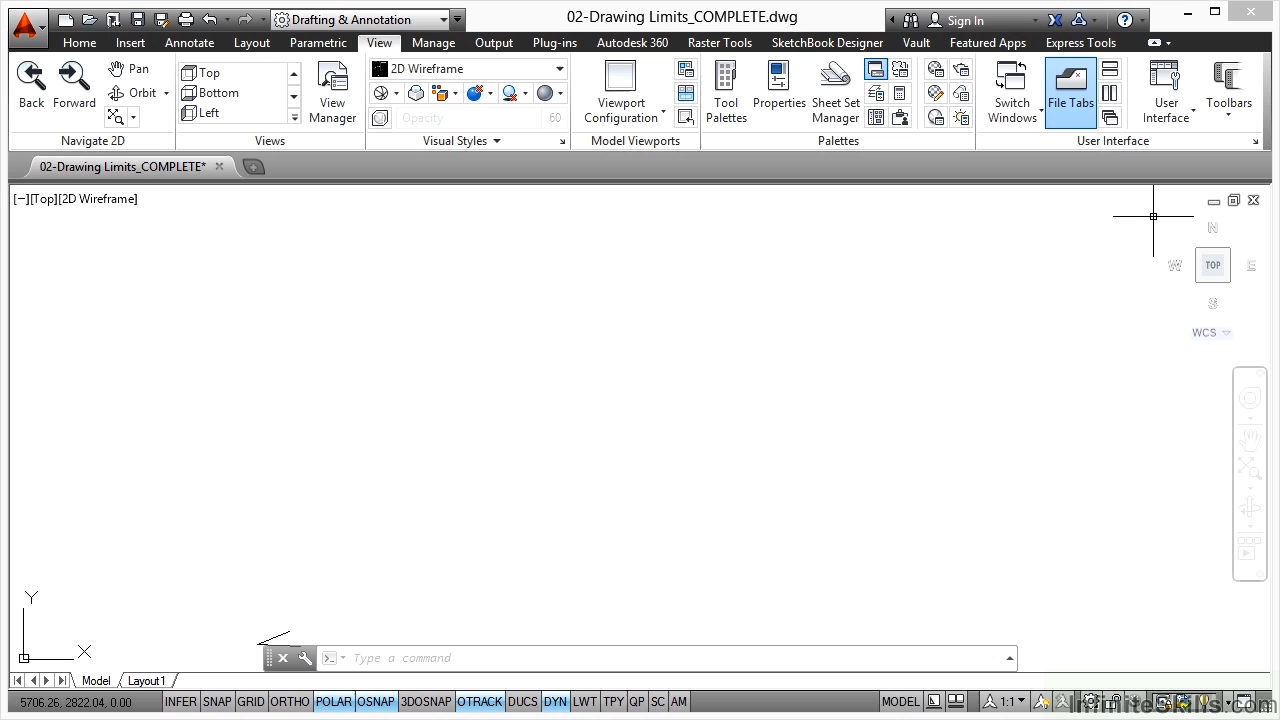 Drafting & Annotation
02-Drawing Limits_COMPLETE.dwg
Sign In
Home Insert Annotate Layout Parametric View Manage Output Plug-ins Autodesk 360 Raster Tools SketchBook Designer Vault Featured Apps Express Tools
Back
Forward
Pan
Orbit
Navigate 2D
Top
Bottom
Left
View
Manager
Views
2D Wireframe
Opacity 60
Visual Styles
Viewport
Configuration
Model Viewports
Tool
Palettes
Properties
Sheet Set
Manager
Palettes
Switch
Windows
File Tabs
User
Interface
Toolbars
User Interface
02-Drawing Limits_COMPLETE*
[−][Top][2D Wireframe]
N
W TOP E
S
WCS
Y
X
Type a command
Model Layout1
5706.26, 2822.04, 0.00 INFER SNAP GRID ORTHO POLAR OSNAP 3DOSNAP OTRACK DUCS DYN LWT TPY QP SC AM MODEL 1:1
InfiniteSkills.com